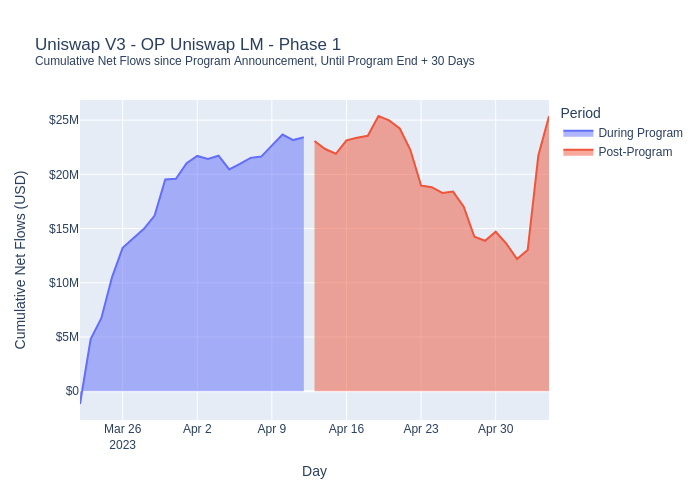 Uniswap V3 - OP Uniswap LM - Phase 1
Cumulative Net Flows since Program Announcement, Until Program End + 30 Days
Period
During Program
Post-Program
Cumulative Net Flows (USD)
$25M
$20M
$15M
$10M
$5M
$0
Mar 26
2023
Apr 2
Apr 9
Apr 16
Apr 23
Apr 30
Day